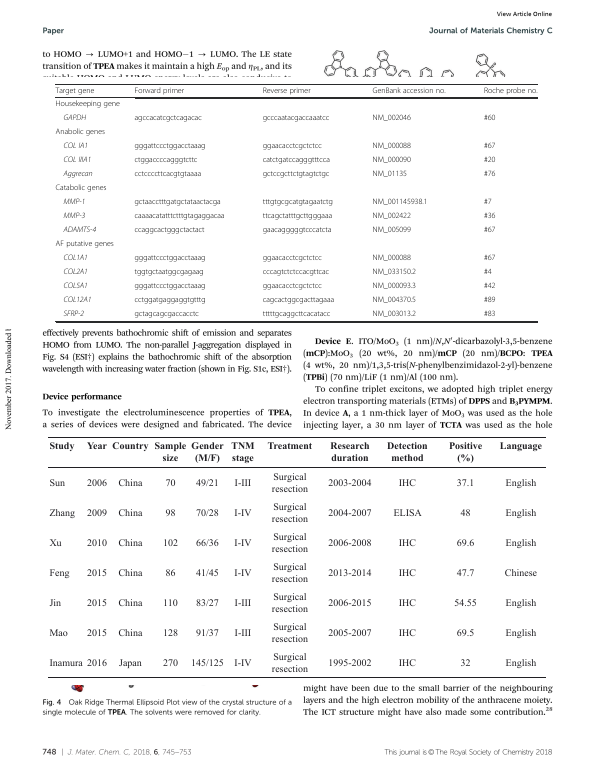 View Article Online
Paper
Journal of Materials Chemistry C
to HOMO → LUMO+1 and HOMO−1 → LUMO. The LE state
transition of TPEA makes it maintain a high Eop and ηPL, and its
Target gene Forward primer Reverse primer GenBank accession no. Roche probe no.
Housekeeping gene
GAPDH agccacatcgctcagacac gcccaatacgaccaaatcc NM_002046 #60
Anabolic genes
COL IA1 gggattccctggacctaaag ggaacacctcgctctcc NM_000088 #67
COL IIIA1 ctggaccccagggtcttc catctgatccagggtttcca NM_000090 #20
Aggrecan cctccccttcacgtgtaaaa gctccgcttctgtagtctgc NM_01135 #76
Catabolic genes
MMP-1 gctaacctttgatgctataactacga tttgtgcgcatgtagaatctg NM_001145938.1 #7
MMP-3 caaaacatatttctttgtagaggacaa ttcagctatttgcttgggaaa NM_002422 #36
ADAMTS-4 ccaggcactgggctactact gaacagggggtcccatcta NM_005099 #67
AF putative genes
COL1A1 gggattccctggacctaaag ggaacacctcgctctcc NM_000088 #67
COL2A1 tggtgctaatggcgagaag cccagtctctccacgttcac NM_033150.2 #4
COL5A1 gggattccctggacctaaag ggaacacctcgctctcc NM_000093.3 #42
COL12A1 cctggatgaggaggtgtttg cagcactggcgacttagaaa NM_004370.5 #89
SFRP-2 gctagcagcgaccacctc tttttgcaggcttcacatacc NM_003013.2 #83
effectively prevents bathochromic shift of emission and separates
HOMO from LUMO. The non-parallel J-aggregation displayed in
Fig. S4 (ESI†) explains the bathochromic shift of the absorption
wavelength with increasing water fraction (shown in Fig. S1c, ESI†).
Device performance
To investigate the electroluminescence properties of TPEA,
a series of devices were designed and fabricated. The device
Device E. ITO/MoO3 (1 nm)/N,N′-dicarbazolyl-3,5-benzene
(mCP):MoO3 (20 wt%, 20 nm)/mCP (20 nm)/BCPO: TPEA
(4 wt%, 20 nm)/1,3,5-tris(N-phenylbenzimidazol-2-yl)-benzene
(TPBi) (70 nm)/LiF (1 nm)/Al (100 nm).
To confine triplet excitons, we adopted high triplet energy
electron transporting materials (ETMs) of DPPS and B3PYMPM.
In device A, a 1 nm-thick layer of MoO3 was used as the hole
injecting layer, a 30 nm layer of TCTA was used as the hole
November 2017. Downloaded
Study Year Country Sample size Gender (M/F) TNM stage Treatment Research duration Detection method Positive (%) Language
Sun 2006 China 70 49/21 I-III Surgical resection 2003-2004 IHC 37.1 English
Zhang 2009 China 98 70/28 I-IV Surgical resection 2004-2007 ELISA 48 English
Xu 2010 China 102 66/36 I-IV Surgical resection 2006-2008 IHC 69.6 English
Feng 2015 China 86 41/45 I-IV Surgical resection 2013-2014 IHC 47.7 Chinese
Jin 2015 China 110 83/27 I-III Surgical resection 2006-2015 IHC 54.55 English
Mao 2015 China 128 91/37 I-III Surgical resection 2005-2007 IHC 69.5 English
Inamura 2016 Japan 270 145/125 I-IV Surgical resection 1995-2002 IHC 32 English
Fig. 4 Oak Ridge Thermal Ellipsoid Plot view of the crystal structure of a
single molecule of TPEA. The solvents were removed for clarity.
might have been due to the small barrier of the neighbouring
layers and the high electron mobility of the anthracene moiety.
The ICT structure might have also made some contribution.28
748 | J. Mater. Chem. C, 2018, 6, 745–753
This journal is © The Royal Society of Chemistry 2018